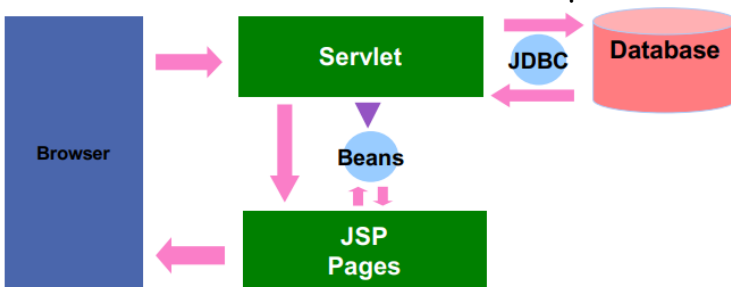 Servlet
JDBC
Database
Browser
Beans
JSP
Pages